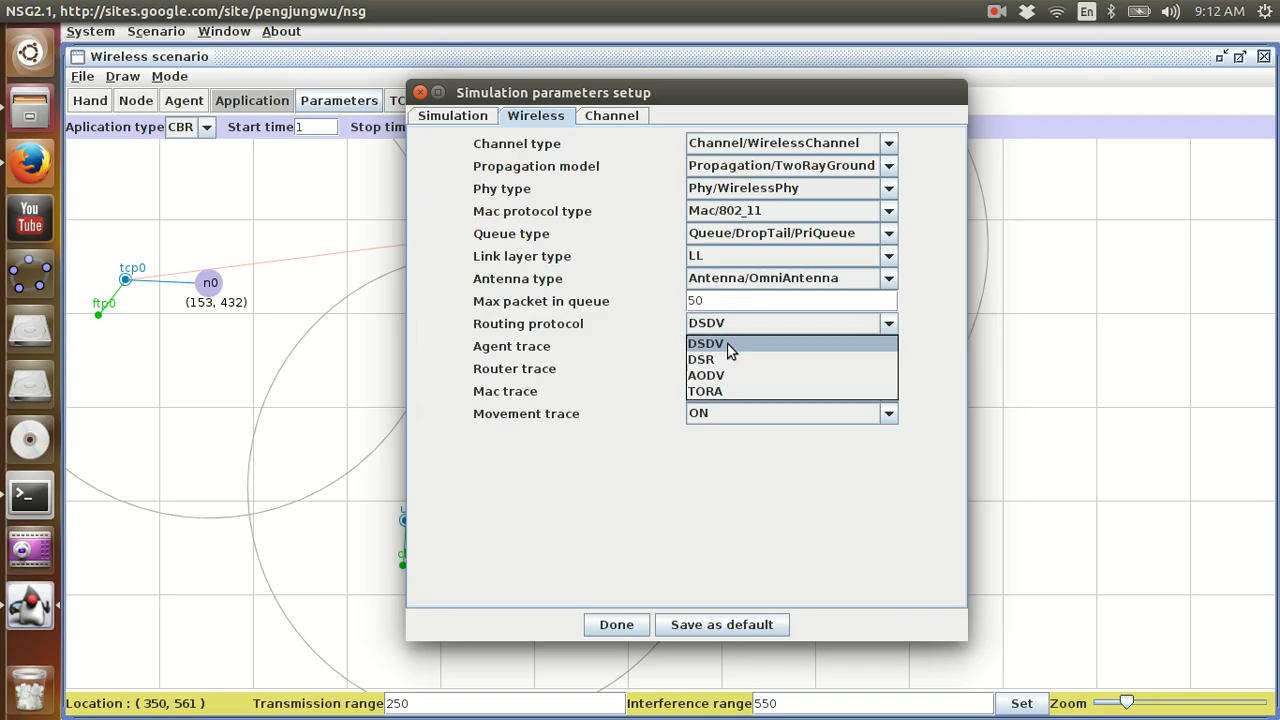 NSG2.1, http://sites.google.com/site/pengjungwu/nsg
En
9:12 AM
System Scenario Window About
Wireless scenario
File Draw Mode
Hand Node Agent Application Parameters TC
Aplication type CBR Start time 1 Stop tim
Simulation parameters setup
Simulation Wireless Channel
Channel type Channel/WirelessChannel
Propagation model Propagation/TwoRayGround
Phy type Phy/WirelessPhy
Mac protocol type Mac/802_11
Queue type Queue/DropTail/PriQueue
Link layer type LL
Antenna type Antenna/OmniAntenna
Max packet in queue 50
Routing protocol DSDV
DSDV
Agent trace
DSR
Router trace
AODV
Mac trace
TORA
Movement trace ON
Done Save as default
tcp0
n0
(153, 432)
ftp0
You
Tube
Location : ( 350, 561 ) Transmission range 250 Interference range 550 Set Zoom